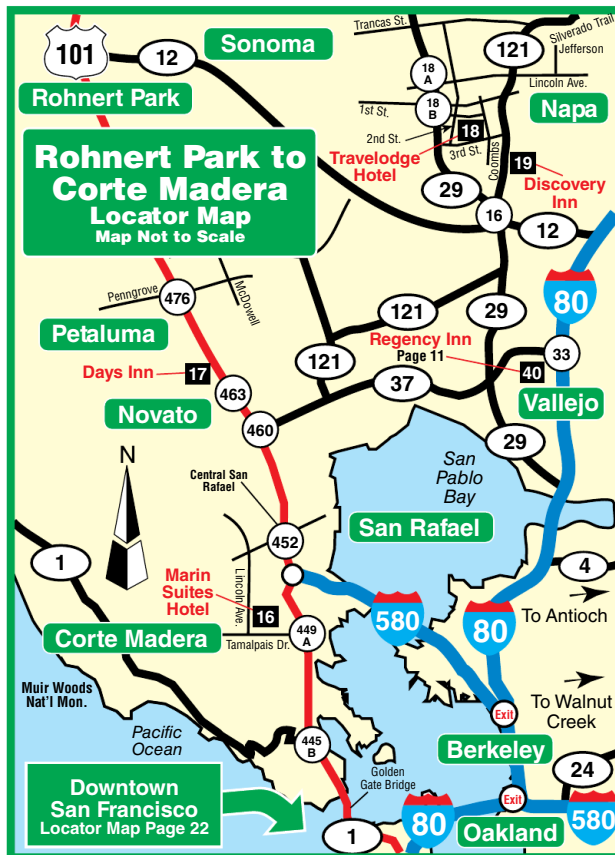 Trancas St.
Silverado Trail
Jefferson
Sonoma
101
12
121
18
A
Lincoln Ave.
Rohnert Park
18
B
1st St.
Napa
2nd St.
18
3rd St.
Coombs
Rohnert Park to
Corte Madera
Locator Map
Map Not to Scale
Travelodge
Hotel
19
Discovery
Inn
29
16
12
80
Penngrove
476
McDowell
121
29
Petaluma
Regency Inn
Page 11
121
33
Days Inn
17
40
37
463
Vallejo
Novato
460
29
N
San
Pablo
Bay
Central San
Rafael
San Rafael
452
1
4
Marin
Suites
Hotel
Lincoln Ave.
16
580
80
To Antioch
449
A
Corte Madera
Tamalpais Dr.
Muir Woods
Nat'l Mon.
To Walnut
Creek
Exit
Pacific
Ocean
445
B
Berkeley
24
Golden
Gate Bridge
Downtown
San Francisco
Locator Map Page 22
Exit
1
80
Oakland
580